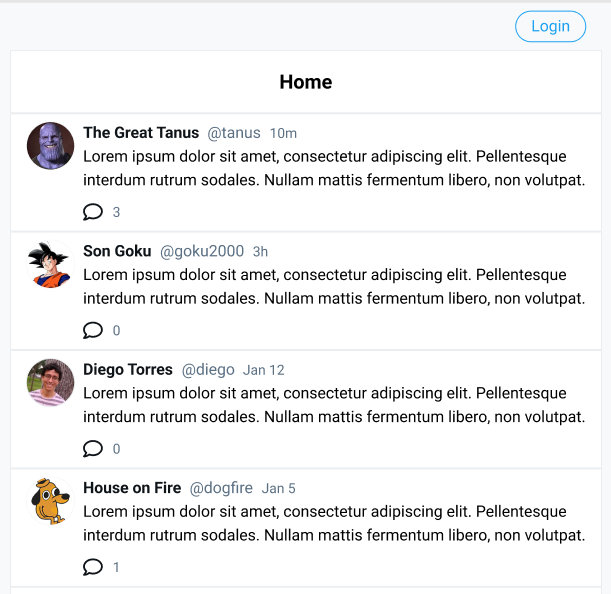 Login
Home
The Great Tanus @tanus 10m
Lorem ipsum dolor sit amet, consectetur adipiscing elit. Pellentesque
interdum rutrum sodales. Nullam mattis fermentum libero, non volutpat.
3
Son Goku @goku2000 3h
Lorem ipsum dolor sit amet, consectetur adipiscing elit. Pellentesque
interdum rutrum sodales. Nullam mattis fermentum libero, non volutpat.
0
Diego Torres @diego Jan 12
Lorem ipsum dolor sit amet, consectetur adipiscing elit. Pellentesque
interdum rutrum sodales. Nullam mattis fermentum libero, non volutpat.
0
House on Fire @dogfire Jan 5
Lorem ipsum dolor sit amet, consectetur adipiscing elit. Pellentesque
interdum rutrum sodales. Nullam mattis fermentum libero, non volutpat.
1